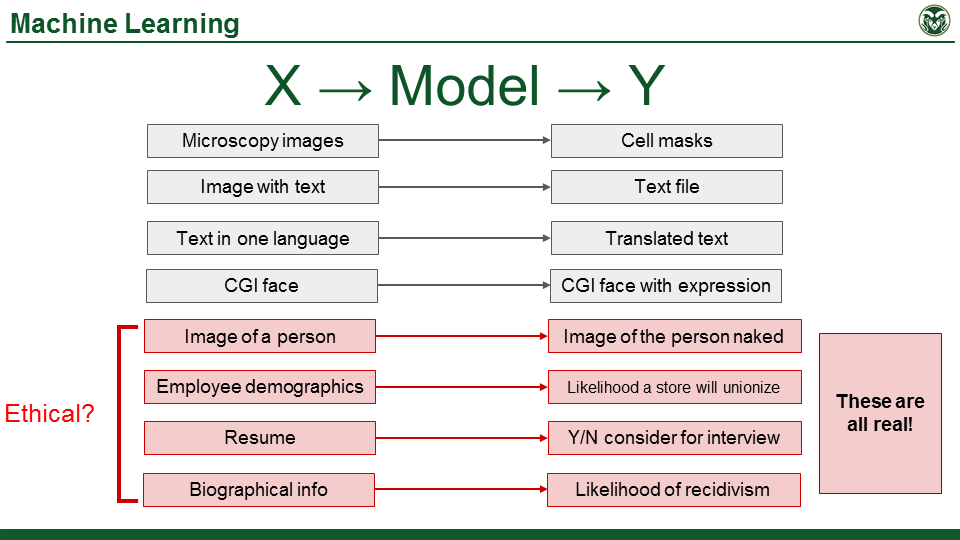 Machine Learning
X → Model → Y
Microscopy images
Cell masks
Image with text
Text file
Text in one language
Translated text
CGI face
CGI face with expression
Ethical?
Image of a person
Image of the person naked
Employee demographics
Likelihood a store will unionize
Resume
Y/N consider for interview
Biographical info
Likelihood of recidivism
These are
all real!